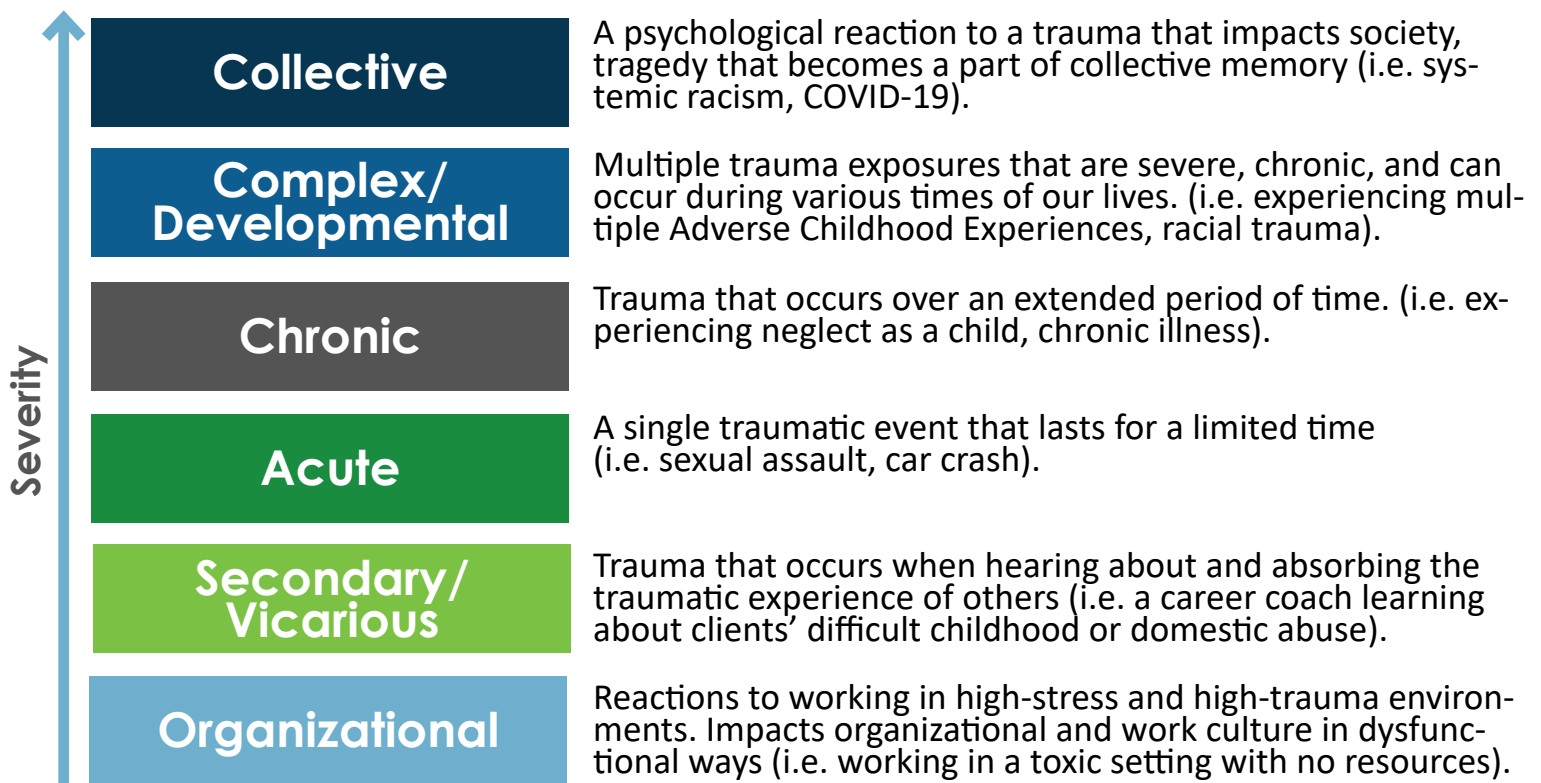 Severity
Collective
A psychological reaction to a trauma that impacts society,
tragedy that becomes a part of collective memory (i.e. sys-
temic racism, COVID-19).
Complex/
Developmental
Multiple trauma exposures that are severe, chronic, and can
occur during various times of our lives. (i.e. experiencing mul-
tiple Adverse Childhood Experiences, racial trauma).
Chronic
Trauma that occurs over an extended period of time. (i.e. ex-
periencing neglect as a child, chronic illness).
Acute
A single traumatic event that lasts for a limited time
(i.e. sexual assault, car crash).
Secondary/
Vicarious
Trauma that occurs when hearing about and absorbing the
traumatic experience of others (i.e. a career coach learning
about clients’ difficult childhood or domestic abuse).
Organizational
Reactions to working in high-stress and high-trauma environ-
ments. Impacts organizational and work culture in dysfunc-
tional ways (i.e. working in a toxic setting with no resources).